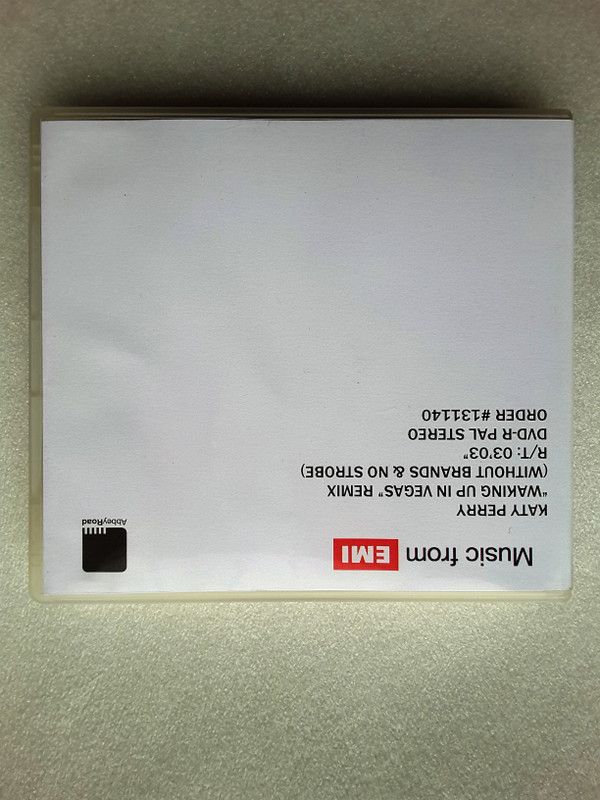 Music from EMI
AbbeyRoad
KATY PERRY
“WAKING UP IN VEGAS” REMIX
(WITHOUT BRANDS & NO STROBE)
R/T: 03’03”
DVD-R PAL STEREO
ORDER #131140